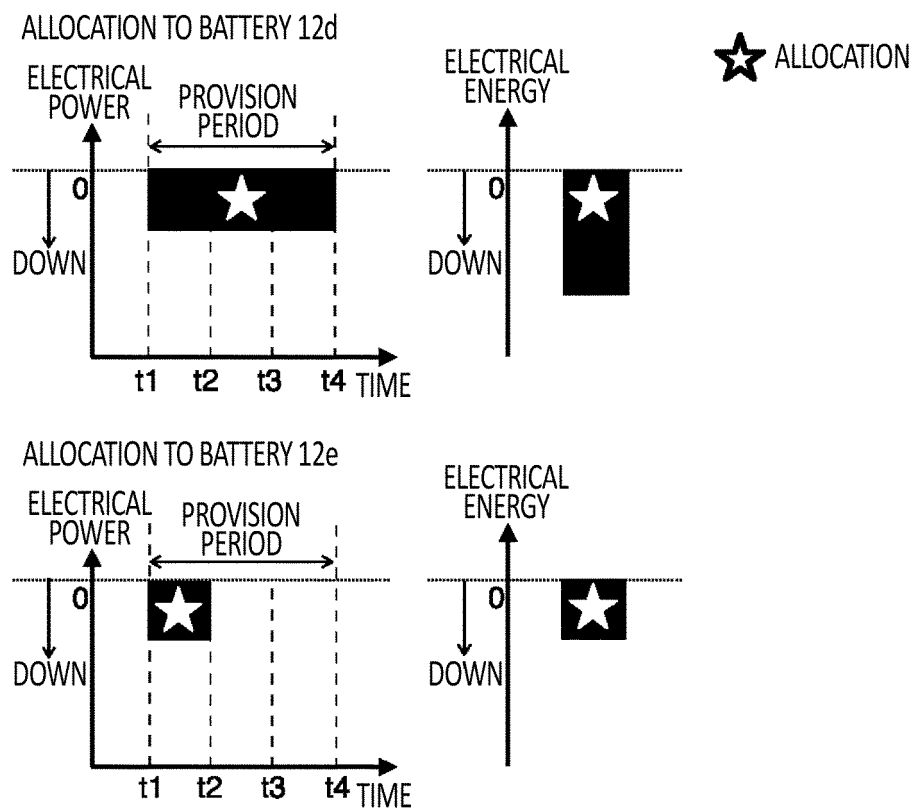 ALLOCATION TO BATTERY 12d
ALLOCATION
ELECTRICAL
POWER
PROVISION
PERIOD
0
DOWN
t1 t2 t3 t4 TIME
ELECTRICAL
ENERGY
0
DOWN
ALLOCATION TO BATTERY 12e
ELECTRICAL
POWER
PROVISION
PERIOD
0
DOWN
t1 t2 t3 t4 TIME
ELECTRICAL
ENERGY
0
DOWN